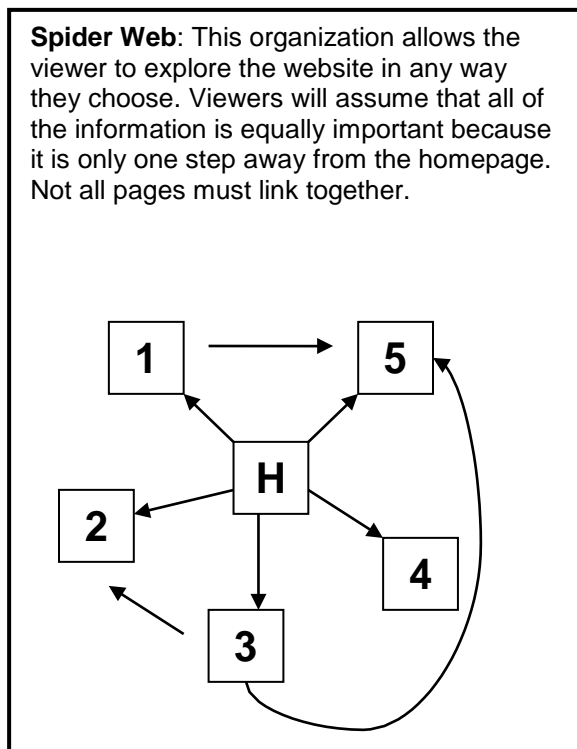 Spider Web: This organization allows the
viewer to explore the website in any way
they choose. Viewers will assume that all of
the information is equally important because
it is only one step away from the homepage.
Not all pages must link together.
1
5
H
2
4
3